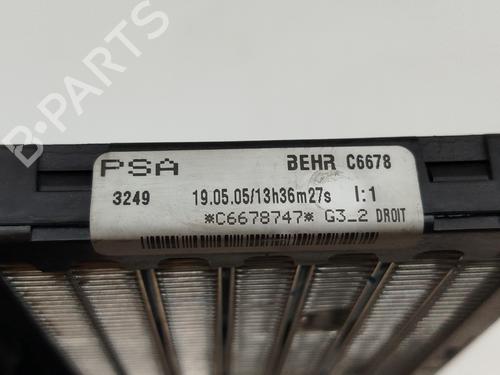 PSA BEHR C6678
3249 19.05.05/13h36m27s I:1
*C6678747* G3_2 DROIT
B-PARTS